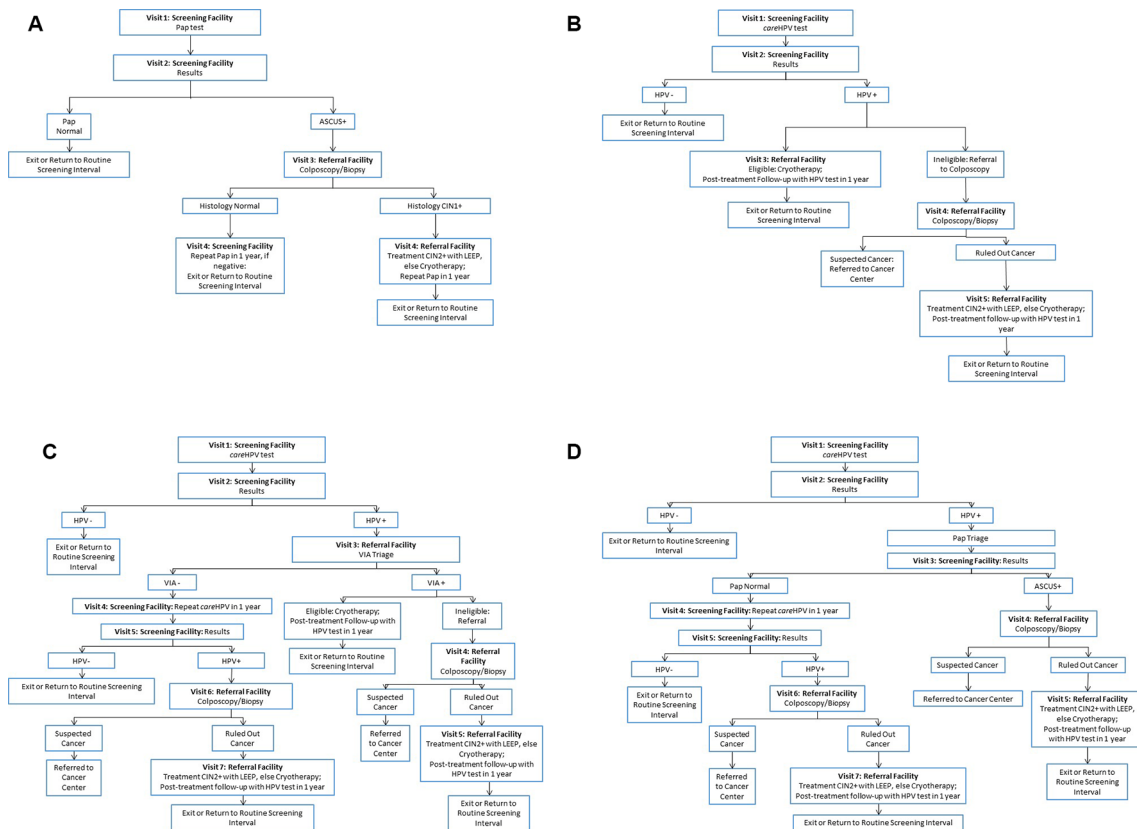 A
Visit 1: Screening Facility
Pap test
Visit 2: Screening Facility
Results
Pap
Normal
ASCUS+
Exit or Return to Routine
Screening Interval
Visit 3: Referral Facility
Colposcopy/Biopsy
Histology Normal
Histology CIN1+
Visit 4: Screening Facility
Repeat Pap in 1 year, if
negative:
Exit or Return to Routine
Screening Interval
Visit 4: Referral Facility
Treatment CIN2+ with LEEP,
else Cryotherapy;
Repeat Pap in 1 year
Exit or Return to Routine
Screening Interval
B
Visit 1: Screening Facility
careHPV test
Visit 2: Screening Facility
Results
HPV -
HPV +
Exit or Return to Routine
Screening Interval
Visit 3: Referral Facility
Eligible: Cryotherapy;
Post-treatment Follow-up with HPV test in 1 year
Ineligible: Referral
to Colposcopy
Exit or Return to Routine
Screening Interval
Visit 4: Referral Facility
Colposcopy/Biopsy
Suspected Cancer:
Referred to Cancer
Center
Ruled Out Cancer
Visit 5: Referral Facility
Treatment CIN2+ with LEEP, else Cryotherapy;
Post-treatment follow-up with HPV test in 1
year
Exit or Return to Routine
Screening Interval
C
Visit 1: Screening Facility
careHPV test
Visit 2: Screening Facility
Results
HPV -
HPV +
Exit or Return to
Routine Screening
Interval
Visit 3: Referral Facility
VIA Triage
VIA -
VIA +
Visit 4: Screening Facility: Repeat careHPV in 1 year
Eligible: Cryotherapy;
Post-treatment Follow-up with
HPV test in 1 year
Ineligible:
Referral
Visit 5: Screening Facility: Results
Exit or Return to Routine
Screening Interval
Visit 4: Referral
Facility
Colposcopy/Biopsy
HPV-
HPV+
Exit or Return to Routine Screening
Interval
Visit 6: Referral Facility
Colposcopy/Biopsy
Suspected
Cancer
Ruled Out
Cancer
Suspected
Cancer
Ruled Out
Cancer
Referred
to Cancer
Center
Visit 5: Referral Facility
Treatment CIN2+ with LEEP, else
Cryotherapy;
Post-treatment follow-up with
HPV test in 1 year
Referred to
Cancer
Center
Visit 7: Referral Facility
Treatment CIN2+ with LEEP, else Cryotherapy;
Post-treatment follow-up with HPV test in 1 year
Exit or Return to Routine Screening
Interval
Exit or Return to
Routine Screening
Interval
D
Visit 1: Screening Facility
careHPV test
Visit 2: Screening Facility
Results
HPV -
HPV +
Exit or Return to Routine Screening
Interval
Pap Triage
Visit 3: Screening Facility: Results
Pap Normal
ASCUS+
Visit 4: Screening Facility: Repeat careHPV in 1 year
Visit 4: Referral Facility
Colposcopy/Biopsy
Visit 5: Screening Facility: Results
HPV-
HPV+
Suspected Cancer
Ruled Out Cancer
Exit or Return to
Routine Screening
Interval
Visit 6: Referral Facility
Colposcopy/Biopsy
Referred to Cancer Center
Visit 5: Referral Facility
Treatment CIN2+ with LEEP,
else Cryotherapy;
Post-treatment follow-up
with HPV test in 1 year
Suspected
Cancer
Ruled Out
Cancer
Referred
to Cancer
Center
Visit 7: Referral Facility
Treatment CIN2+ with LEEP, else Cryotherapy;
Post-treatment follow-up with HPV test in 1 year
Exit or Return to Routine
Screening Interval
Exit or Return to Routine Screening Interval